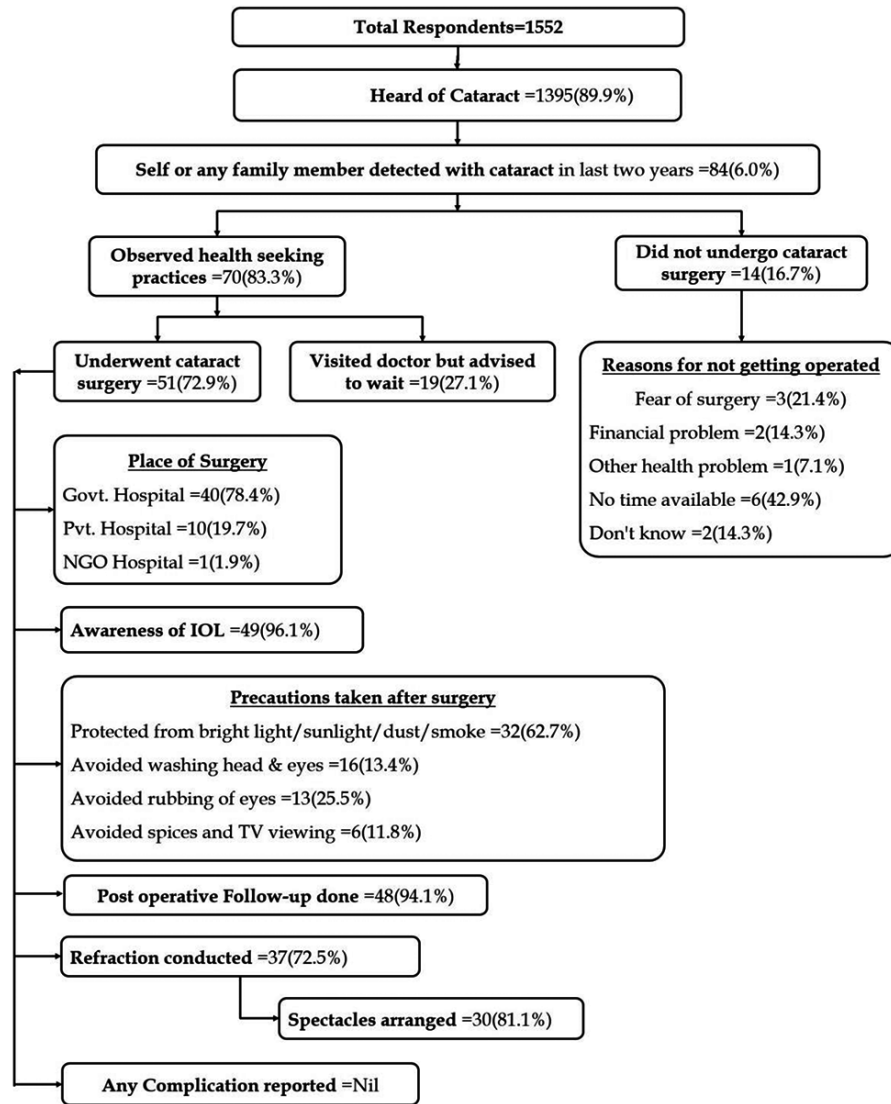 Total Respondents=1552
Heard of Cataract =1395(89.9%)
Self or any family member detected with cataract in last two years =84(6.0%)
Observed health seeking
practices =70(83.3%)
Did not undergo cataract
surgery =14(16.7%)
Underwent cataract
surgery =51(72.9%)
Visited doctor but advised
to wait =19(27.1%)
Reasons for not getting operated
Fear of surgery =3(21.4%)
Financial problem =2(14.3%)
Other health problem =1(7.1%)
No time available =6(42.9%)
Don't know =2(14.3%)
Place of Surgery
Govt. Hospital =40(78.4%)
Pvt. Hospital =10(19.7%)
NGO Hospital =1(1.9%)
Awareness of IOL =49(96.1%)
Precautions taken after surgery
Protected from bright light/sunlight/dust/smoke =32(62.7%)
Avoided washing head & eyes =16(13.4%)
Avoided rubbing of eyes =13(25.5%)
Avoided spices and TV viewing =6(11.8%)
Post operative Follow-up done =48(94.1%)
Refraction conducted =37(72.5%)
Spectacles arranged =30(81.1%)
Any Complication reported =Nil